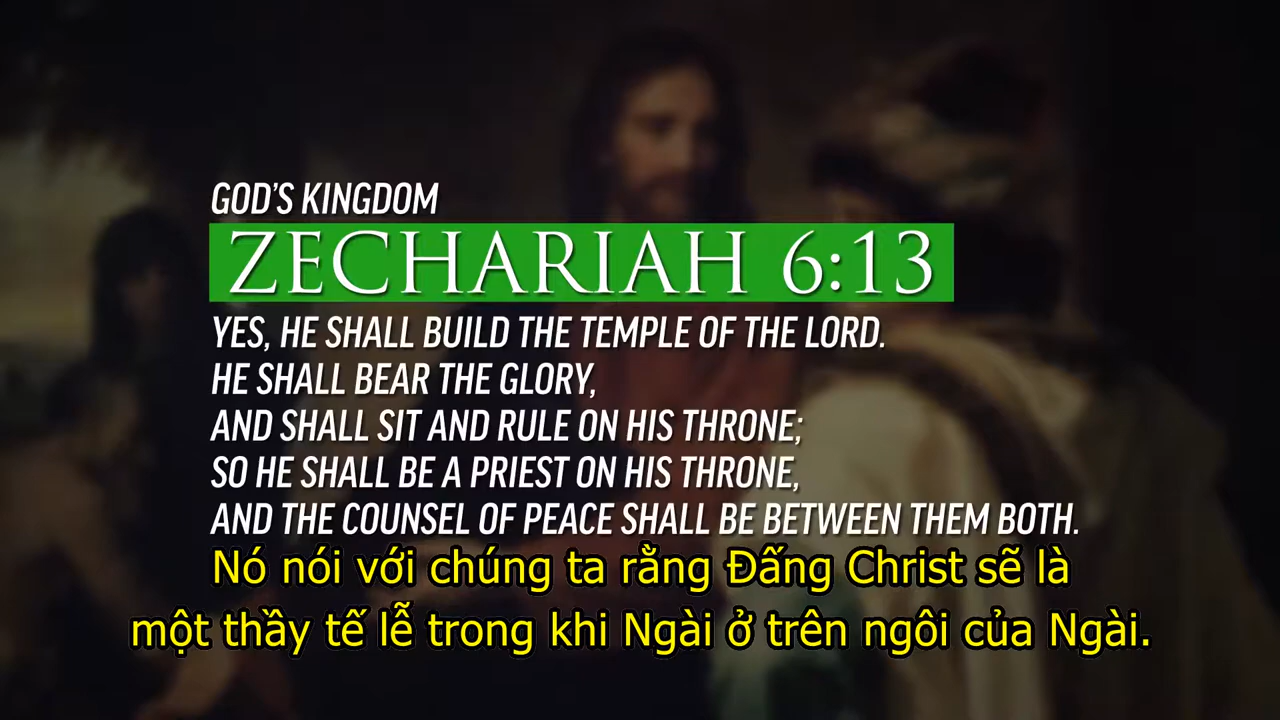 GOD'S KINGDOM
ZECHARIAH 6:13
YES, HE SHALL BUILD THE TEMPLE OF THE LORD.
HE SHALL BEAR THE GLORY,
AND SHALL SIT AND RULE ON HIS THRONE;
SO HE SHALL BE A PRIEST ON HIS THRONE,
AND THE COUNSEL OF PEACE SHALL BE BETWEEN THEM BOTH.
Nó nói với chúng ta rằng Đấng Christ sẽ là
một thầy tế lễ trong khi Ngài ở trên ngôi của Ngài.